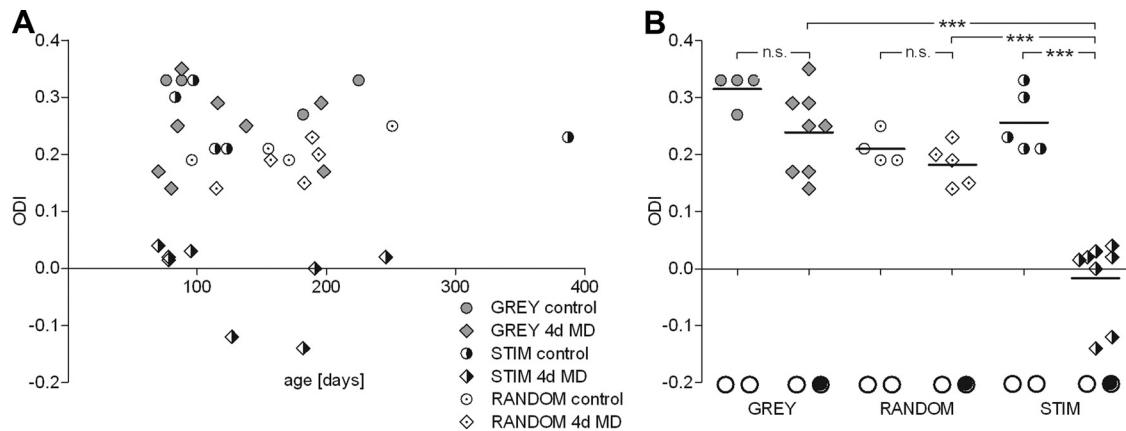 A
0.4
0.3
0.2
0.1
0.0
-0.1
-0.2
ODI
100
200
300
400
age [days]
GREY control
GREY 4d MD
STIM control
STIM 4d MD
RANDOM control
RANDOM 4d MD
B
0.4
0.3
0.2
0.1
0.0
-0.1
-0.2
ODI
***
***
n.s.
n.s.
***
GREY
RANDOM
STIM